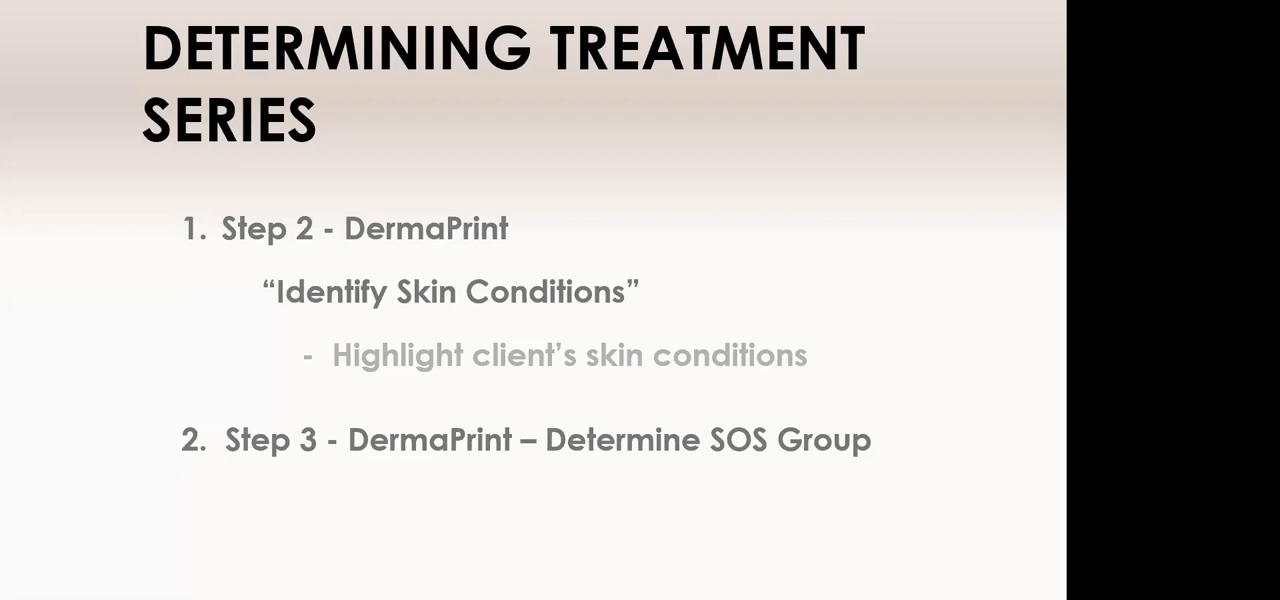 DETERMINING TREATMENT
SERIES
1. Step 2 - DermaPrint
“Identify Skin Conditions”
- Highlight client’s skin conditions
2. Step 3 - DermaPrint – Determine SOS Group